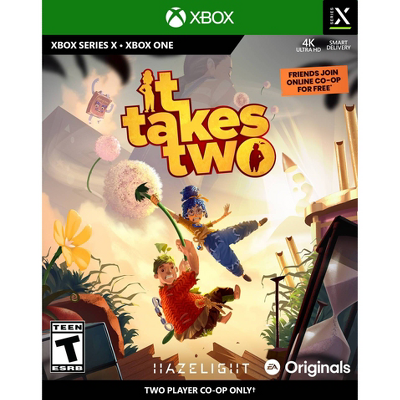 XBOX
SERIES X
XBOX SERIES X • XBOX ONE
4K
ULTRA HD
SMART
DELIVERY
FRIENDS JOIN
ONLINE CO-OP
FOR FREE†
it
takes
two
TEEN
T
ESRB
HAZELIGHT
EA Originals
TWO PLAYER CO-OP ONLY†